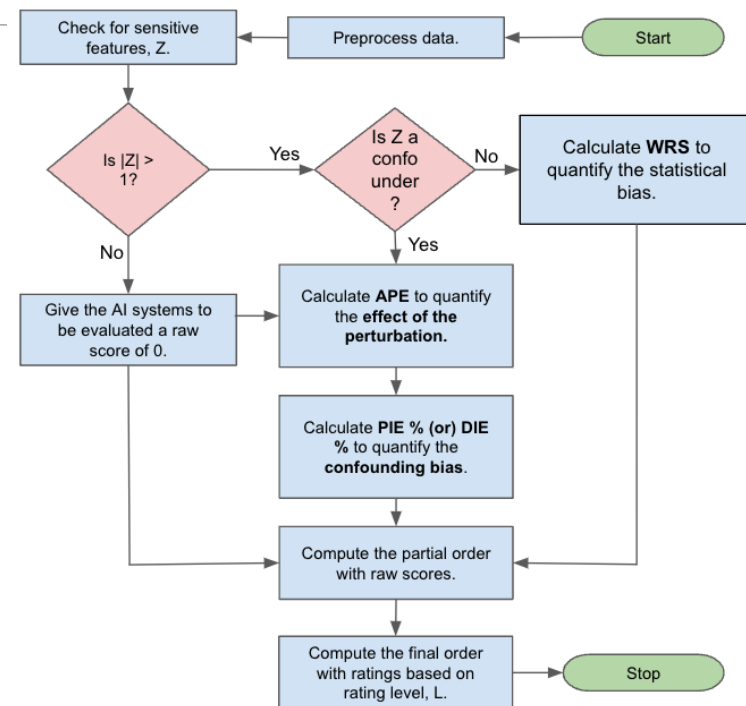 Start
Preprocess data.
Check for sensitive
features, Z.
Is |Z| >
1?
Yes
No
Is Z a
confo
under
?
No
Yes
Calculate WRS to
quantify the statistical
bias.
Give the AI systems to
be evaluated a raw
score of 0.
Calculate APE to quantify
the effect of the
perturbation.
Calculate PIE % (or) DIE
% to quantify the
confounding bias.
Compute the partial order
with raw scores.
Compute the final order
with ratings based on
rating level, L.
Stop